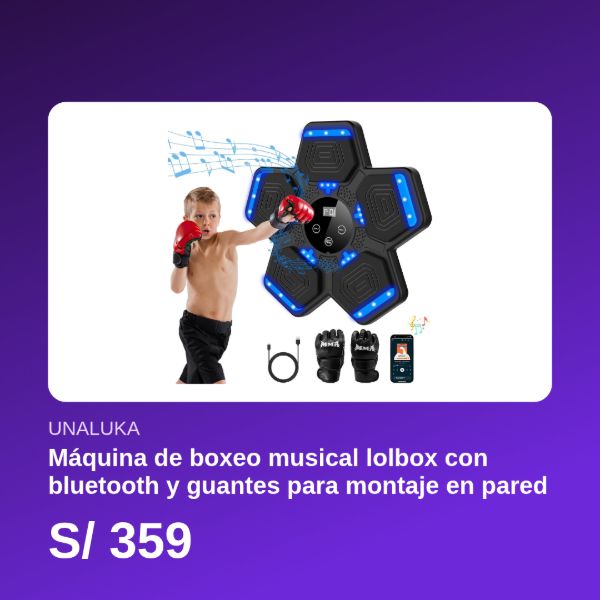 UNALUKA
Máquina de boxeo musical lolbox con
bluetooth y guantes para montaje en pared
S/ 359